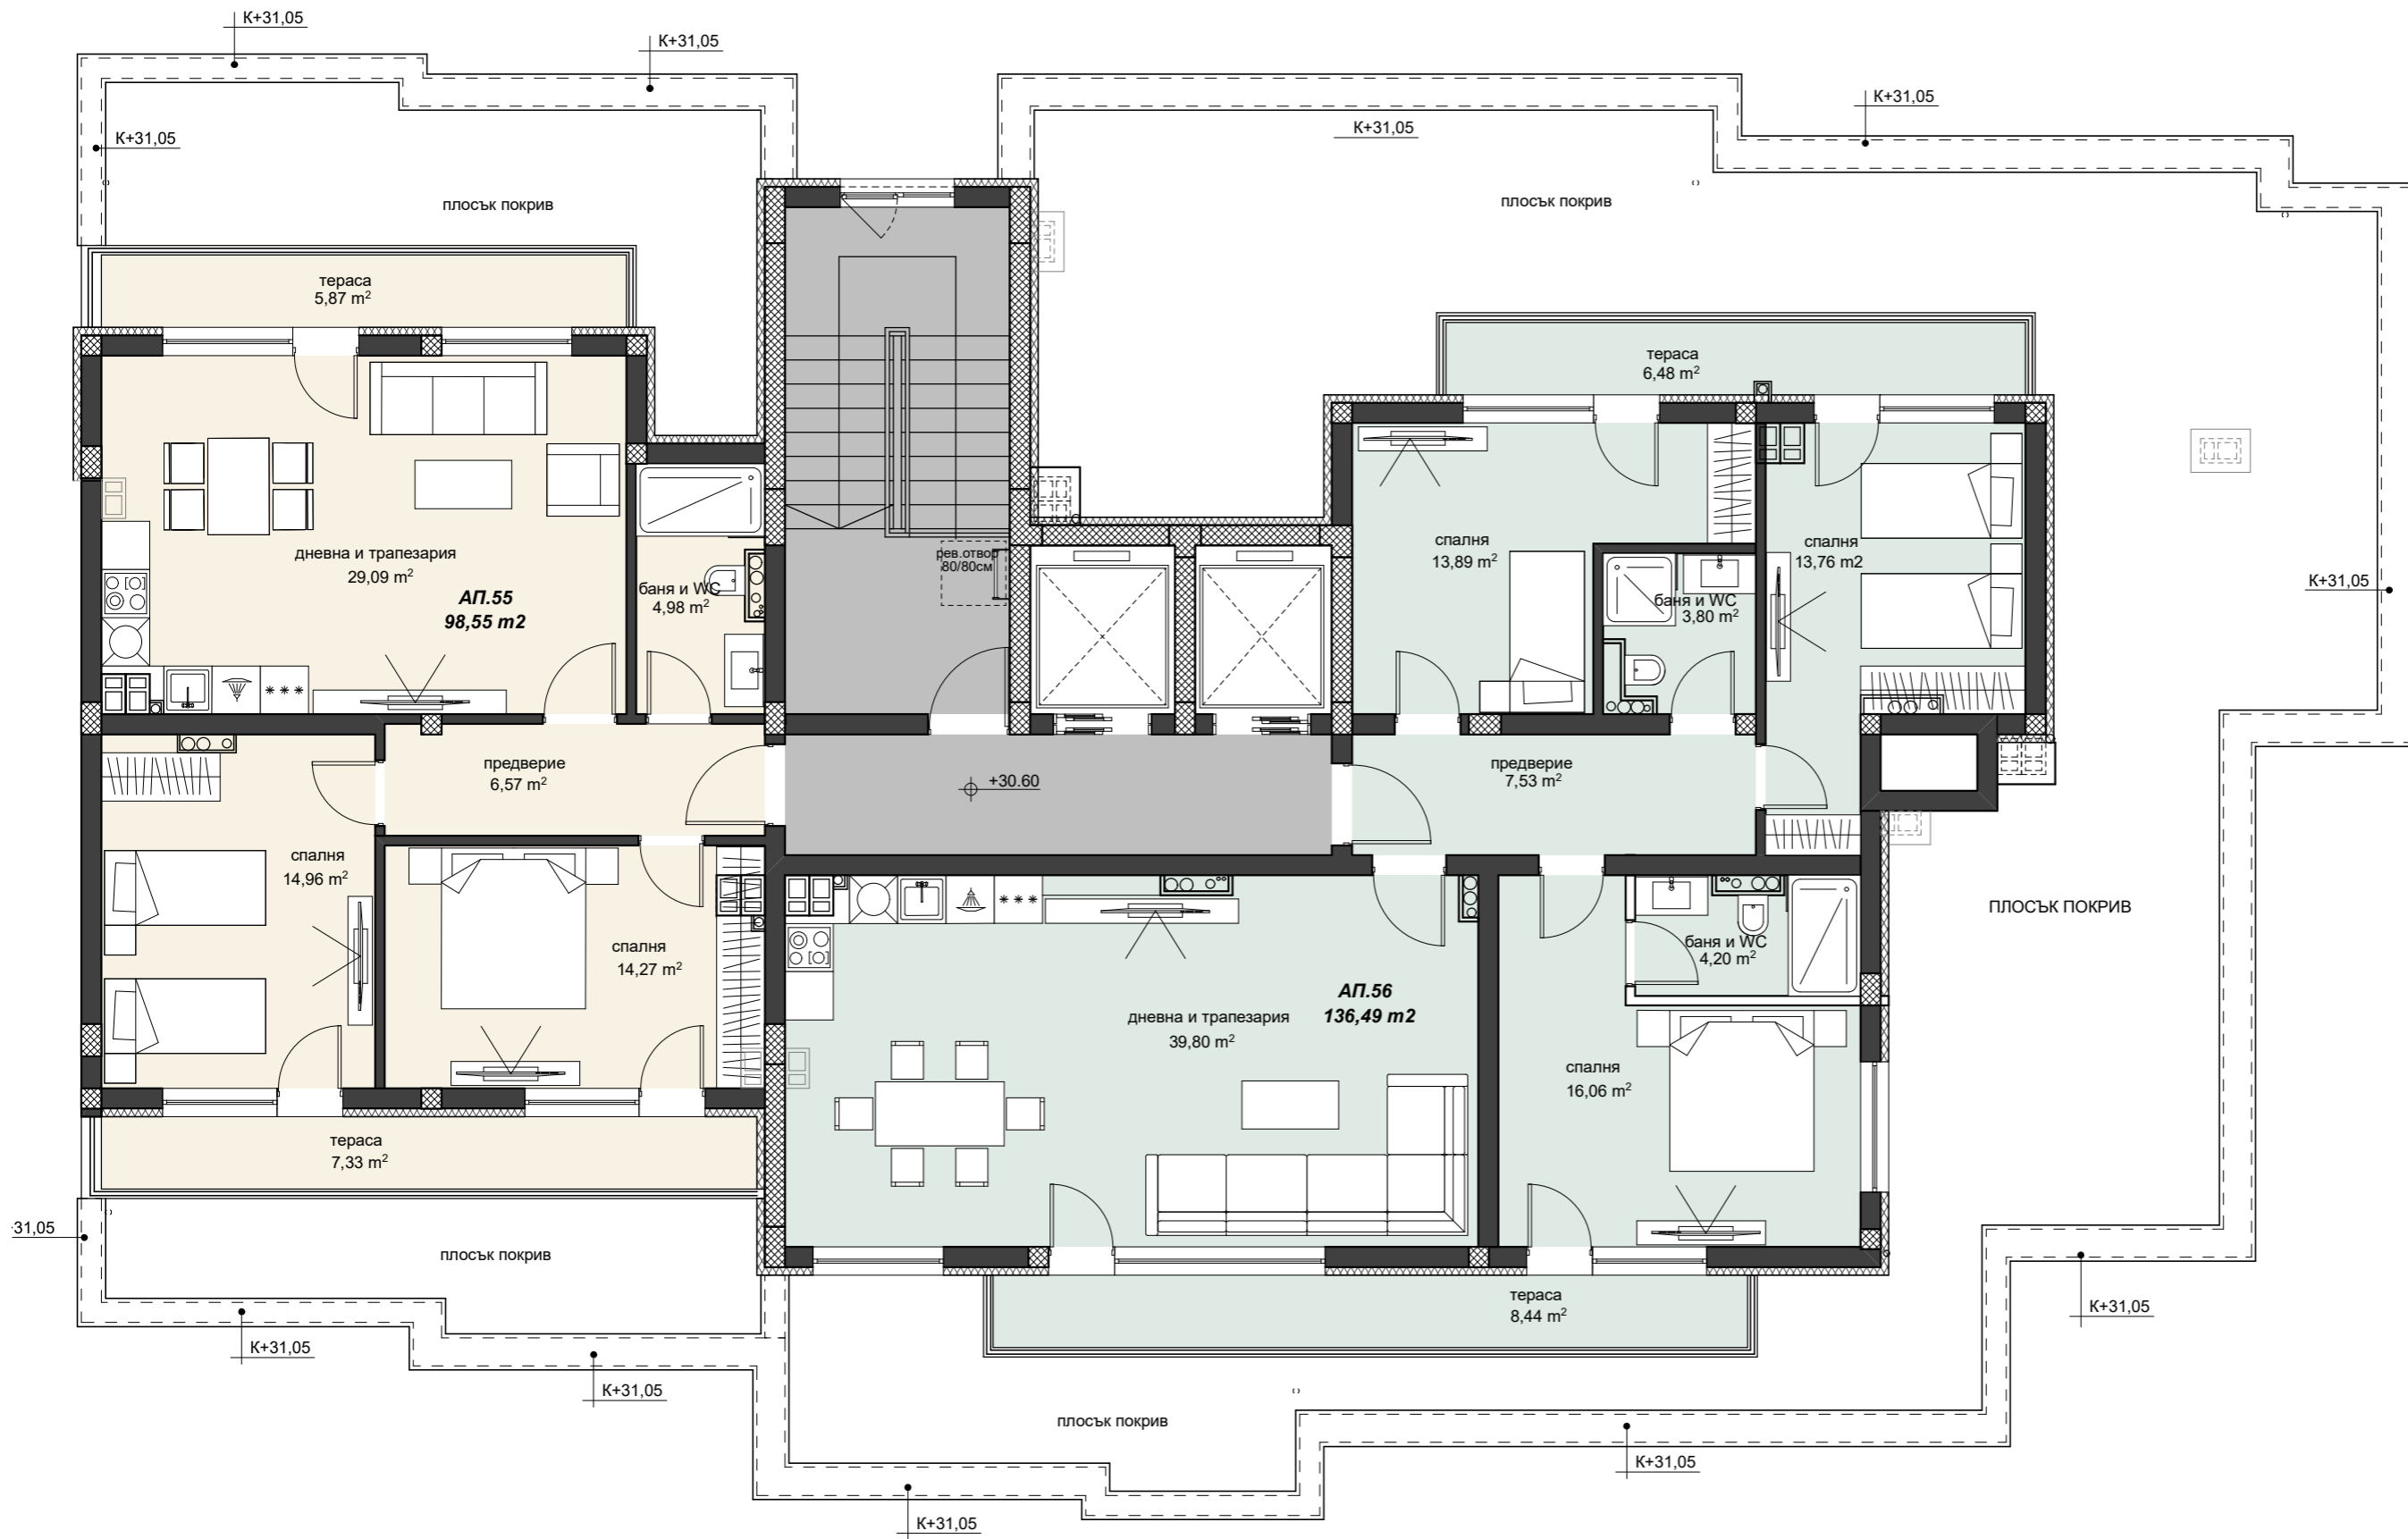 K+31,05
K+31,05
K+31,05
K+31,05
K+31,05
плосък покрив
плосък покрив
тераса
5,87 m²
тераса
6,48 m²
дневна и трапезария
29,09 m²
АП.55
98,55 m2
баня и WC
4,98 m²
рев.отвор
80/80см
спалня
13,89 m²
баня и WC
3,80 m²
спалня
13,76 m2
K+31,05
предверие
6,57 m²
+30.60
предверие
7,53 m²
спалня
14,96 m²
спалня
14,27 m²
АП.56
136,49 m2
дневна и трапезария
39,80 m²
баня и WC
4,20 m²
спалня
16,06 m²
ПЛОСЪК ПОКРИВ
тераса
7,33 m²
31,05
плосък покрив
тераса
8,44 m²
K+31,05
K+31,05
K+31,05
плосък покрив
K+31,05
K+31,05